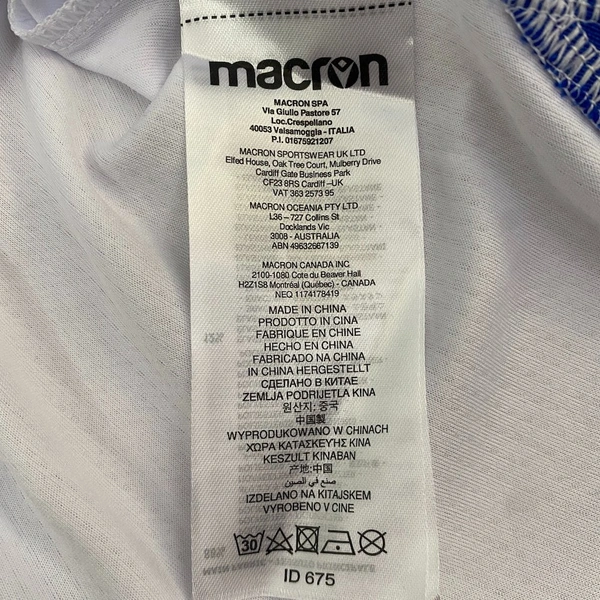 macron
MACRON SPA
Via Giulio Pastore 57
Loc.Crespellano
40053 Valsamoggia - ITALIA
P.I. 01675921207
MACRON SPORTSWEAR UK LTD
Elfed House, Oak Tree Court, Mulberry Drive
Cardiff Gate Business Park
CF23 8RS Cardiff –UK
VAT 363 2573 95
MACRON OCEANIA PTY LTD
L36 – 727 Collins St
Docklands Vic
3008 - AUSTRALIA
ABN 49632667139
MACRON CANADA INC
2100-1080 Cote du Beaver Hall
H2Z1S8 Montréal (Québec) - CANADA
NEQ 1174178419
MADE IN CHINA
PRODOTTO IN CINA
FABRIQUE EN CHINE
HECHO EN CHINA
FABRICADO NA CHINA
IN CHINA HERGESTELLT
СДЕЛАНО В КИТАЕ
ZEMLJA PODRIJETLA KINA
원산지: 중국
中国製
WYPRODUKOWANO W CHINACH
ΧΩΡΑ ΚΑΤΑΣΚΕΥΗΣ ΚΙΝΑ
KESZULT KINABAN
产地:中国
صنع في الصين
IZDELANO NA KITAJSKEM
VYROBENO V CINE
30
ID 675